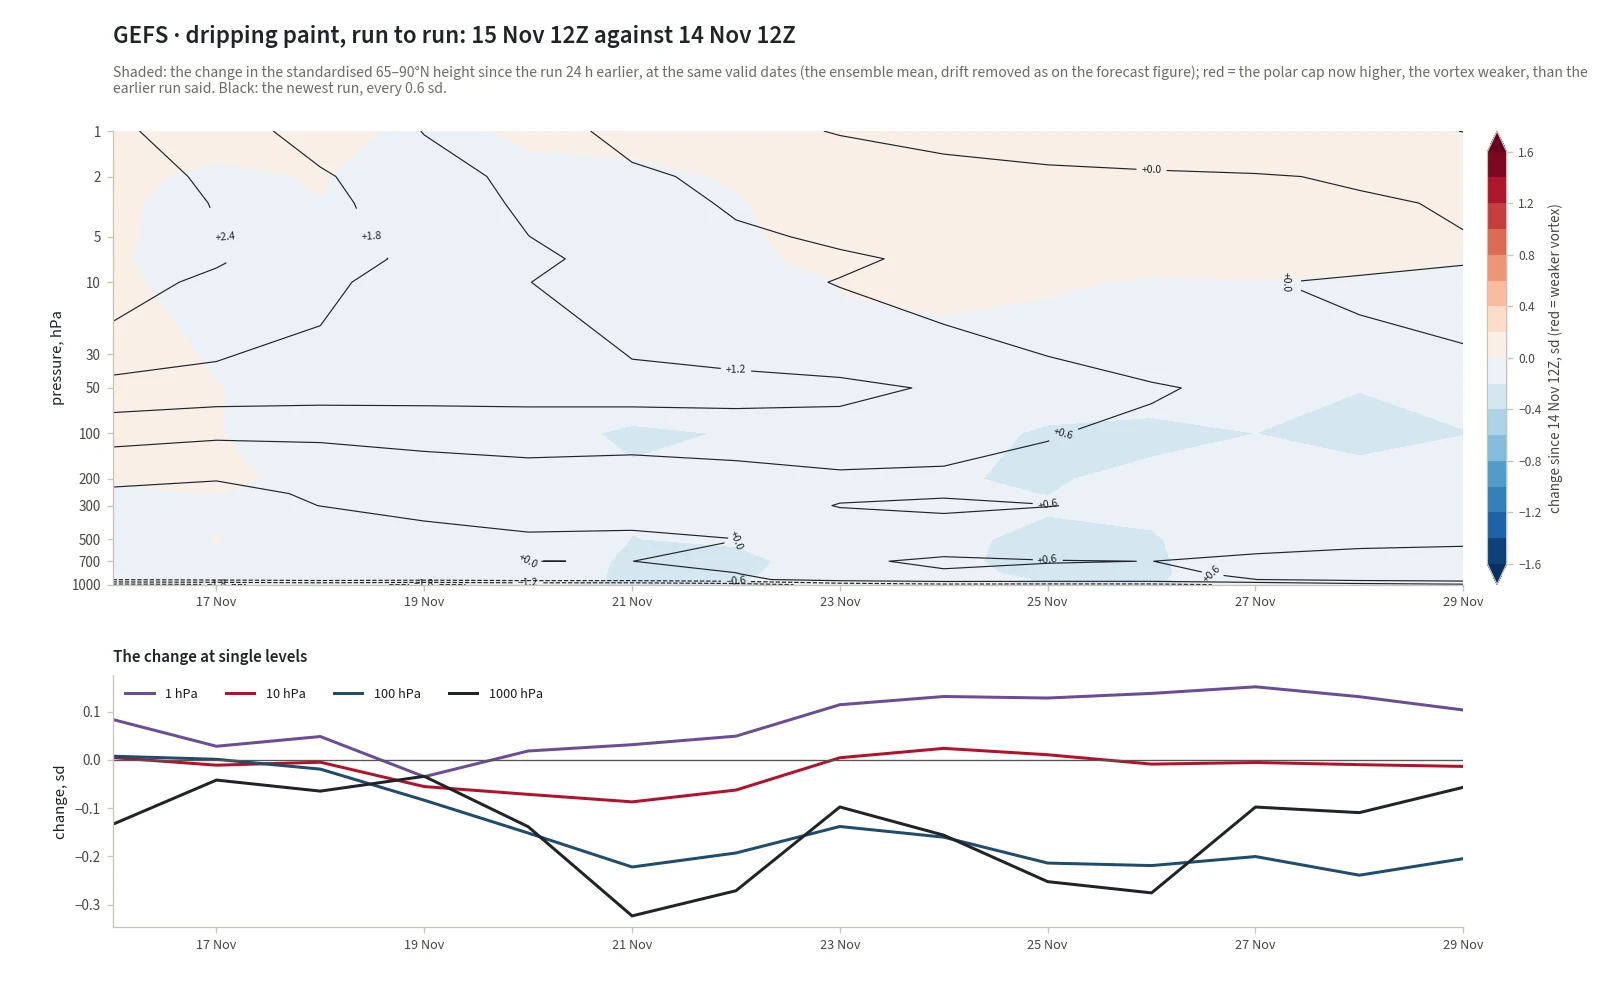 GEFS · dripping paint, run to run: 15 Nov 12Z against 14 Nov 12Z
Shaded: the change in the standardised 65–90°N height since the run 24 h earlier, at the same valid dates (the ensemble mean, drift removed as on the forecast figure); red = the polar cap now higher, the vortex weaker, than the
earlier run said. Black: the newest run, every 0.6 sd.
pressure, hPa
1
2
5
10
30
50
100
200
300
500
700
1000
+2.4
+1.8
+1.2
+0.0
+0.0
+0.6
+0.6
+0.6
+0.6
+0.0
+0.0
-0.6
-1.2
17 Nov
19 Nov
21 Nov
23 Nov
25 Nov
27 Nov
29 Nov
1.6
1.2
0.8
0.4
0.0
−0.4
−0.8
−1.2
−1.6
change since 14 Nov 12Z, sd (red = weaker vortex)
The change at single levels
1 hPa
10 hPa
100 hPa
1000 hPa
change, sd
0.1
0.0
−0.1
−0.2
−0.3
17 Nov
19 Nov
21 Nov
23 Nov
25 Nov
27 Nov
29 Nov